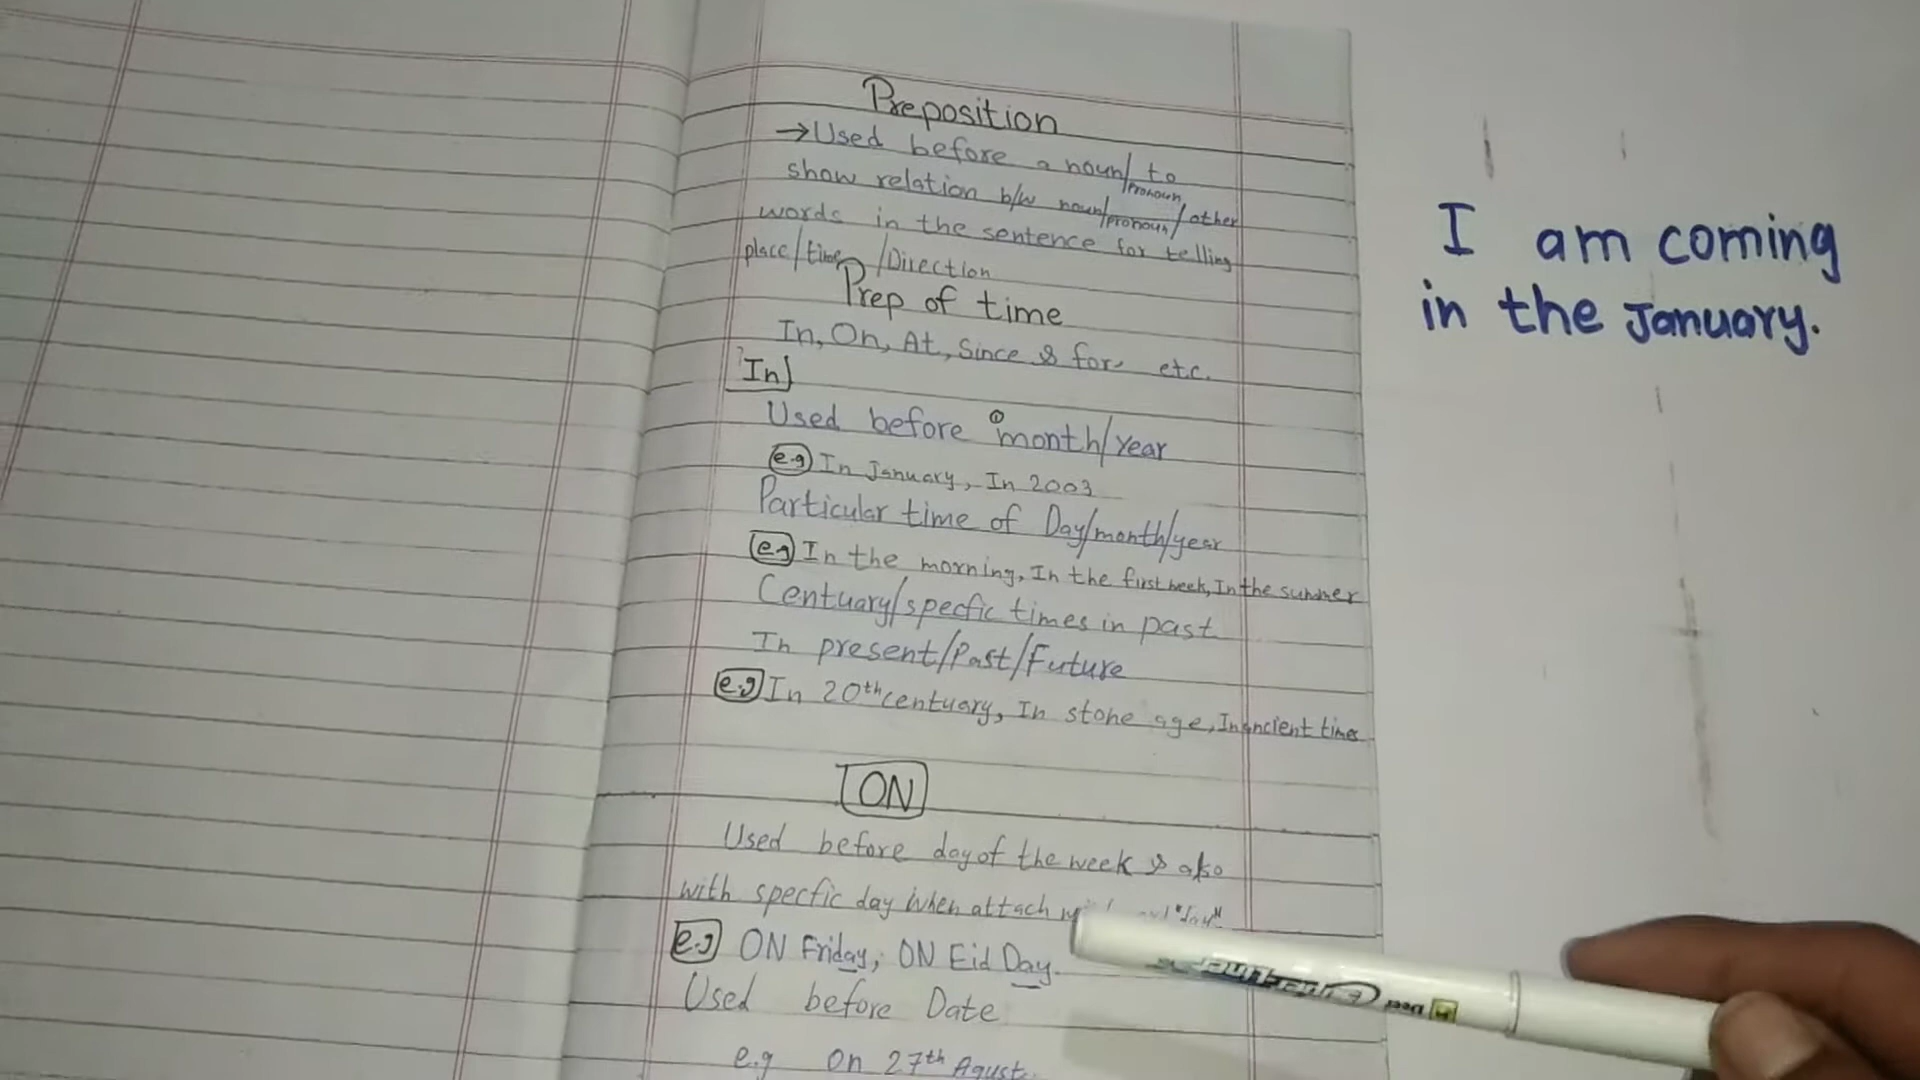 Preposition
→Used before a noun/pronoun to
show relation b/w noun/pronoun/other
words in the sentence for telling
place/time/Direction
Prep of time
In, On, At, Since & for etc.
In
Used before ① month/Year
e.g In January, In 2003
Particular time of Day/month/year
e.g In the morning, In the first week, In the summer
Centuary/specfic times in past
In present/Past/Future
e.g In 20th centuary, In stone age, In ancient times
ON
Used before day of the week & also
with specfic day when attach "day"
e.g ON Friday, ON Eid Day.
Used before Date
e.g On 27th Agust.
I am coming
in the January.
Deer